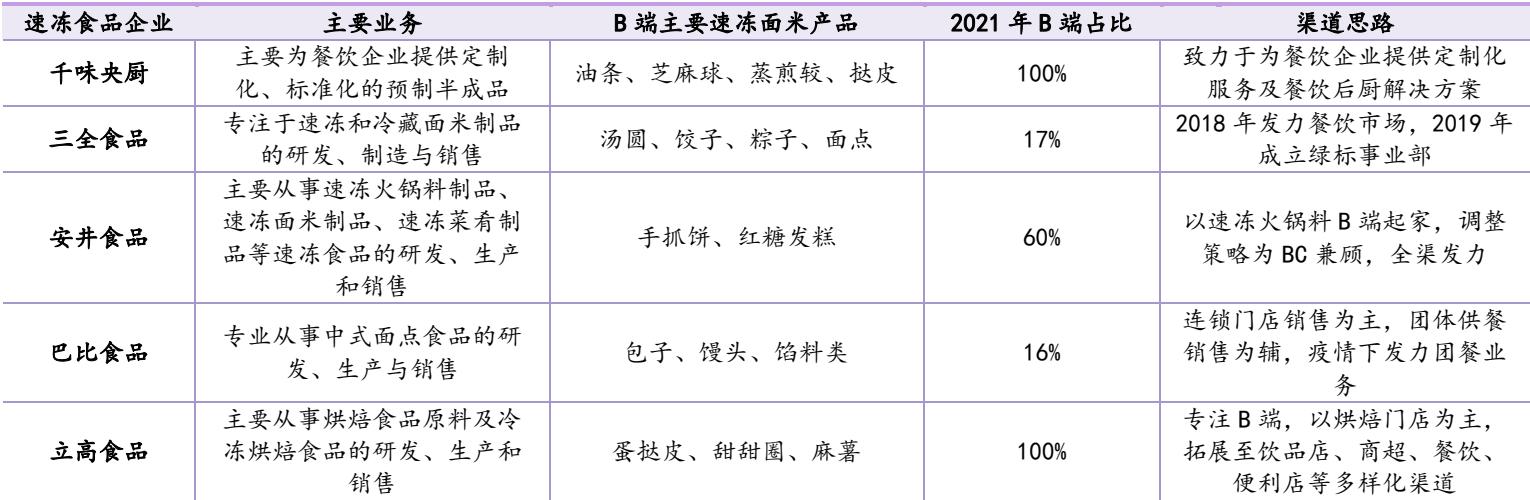 速冻食品企业 主要业务 B 端主要速冻面米产品 2021 年 B 端占比 渠道思路
千味央厨
主要为餐饮企业提供定制
化、标准化的预制半成品
油条、芝麻球、蒸煎较、挞皮
100%
致力于为餐饮企业提供定制化
服务及餐饮后厨解决方案
三全食品
专注于速冻和冷藏面米制品
的研发、制造与销售
汤圆、饺子、粽子、面点
17%
2018 年发力餐饮市场，2019 年
成立绿标事业部
安井食品
主要从事速冻火锅料制品、
速冻面米制品、速冻菜肴制
品等速冻食品的研发、生产
和销售
手抓饼、红糖发糕
60%
以速冻火锅料 B 端起家，调整
策略为 BC 兼顾，全渠发力
巴比食品
专业从事中式面点食品的研
发、生产与销售
包子、馒头、馅料类
16%
连锁门店销售为主，团体供餐
销售为辅，疫情下发力团餐业
务
立高食品
主要从事烘焙食品原料及冷
冻烘焙食品的研发、生产和
销售
蛋挞皮、甜甜圈、麻薯
100%
专注 B 端，以烘焙门店为主，
拓展至饮品店、商超、餐饮、
便利店等多样化渠道